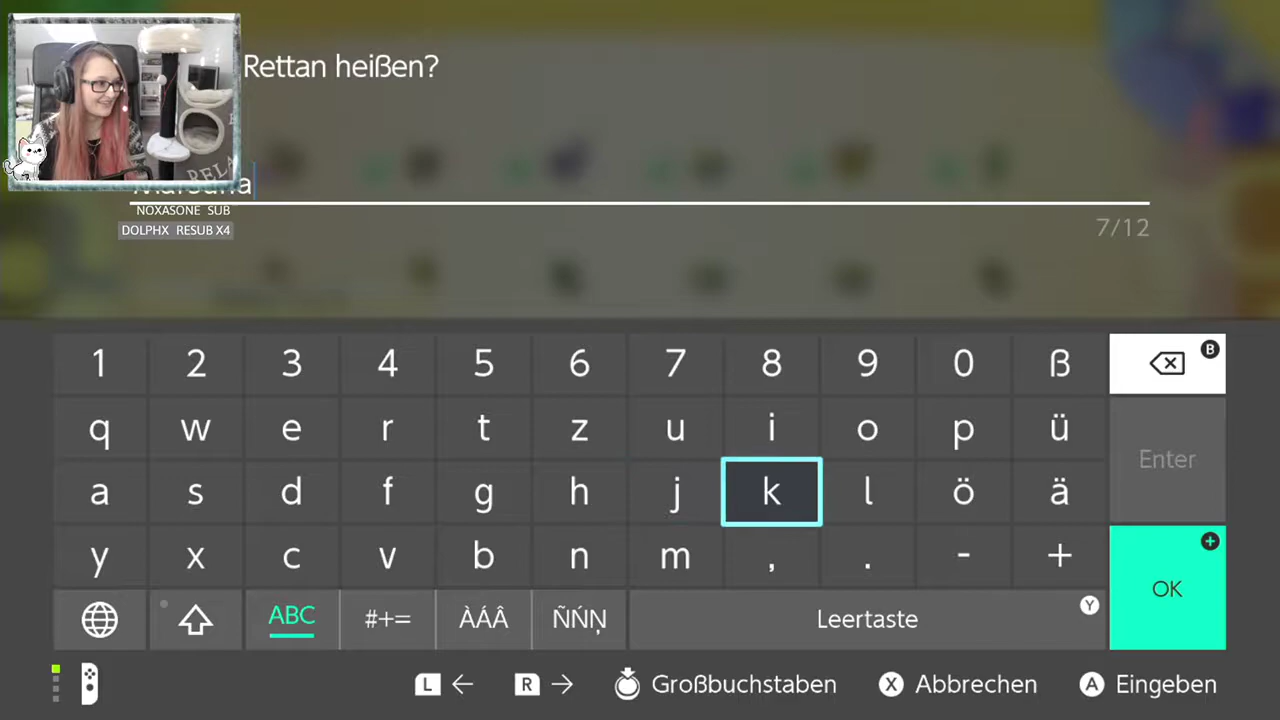 Rettan heißen?
RELA
NOXASONE SUB
DOLPHX RESUB X4
7/12
1 2 3 4 5 6 7 8 9 0 ß B
q w e r t z u i o p ü Enter
a s d f g h j k l ö ä
y x c v b n m , . - + OK
ABC #+= ÀÁÂ ÑŃŅ Leertaste Y
L ← R → Großbuchstaben X Abbrechen A Eingeben